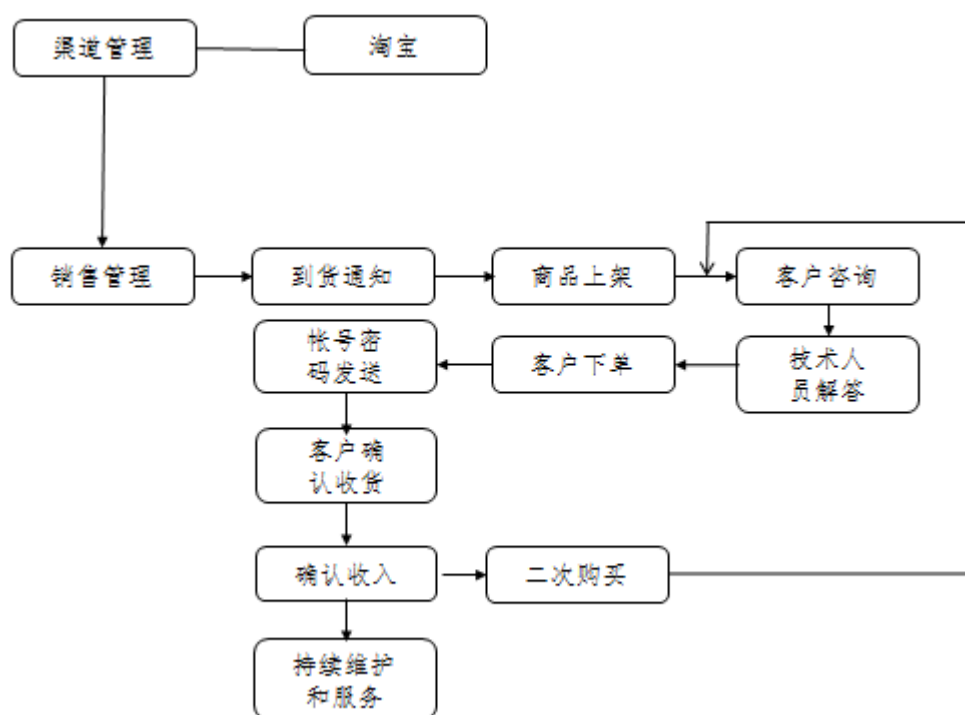 渠道管理
淘宝
销售管理
到货通知
商品上架
客户咨询
帐号密
码发送
客户下单
技术人
员解答
客户确
认收货
确认收入
二次购买
持续维护
和服务